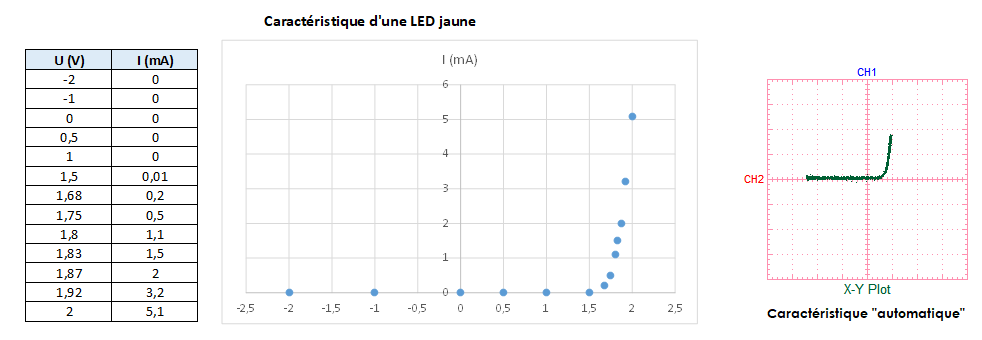 Caractéristique d'une LED jaune
U (V) I (mA)
-2 0
-1 0
0 0
0,5 0
1 0
1,5 0,01
1,68 0,2
1,75 0,5
1,8 1,1
1,83 1,5
1,87 2
1,92 3,2
2 5,1
I (mA)
6
5
4
3
2
1
0
-2,5 -2 -1,5 -1 -0,5 0 0,5 1 1,5 2 2,5
CH1
CH2
X-Y Plot
Caractéristique "automatique"